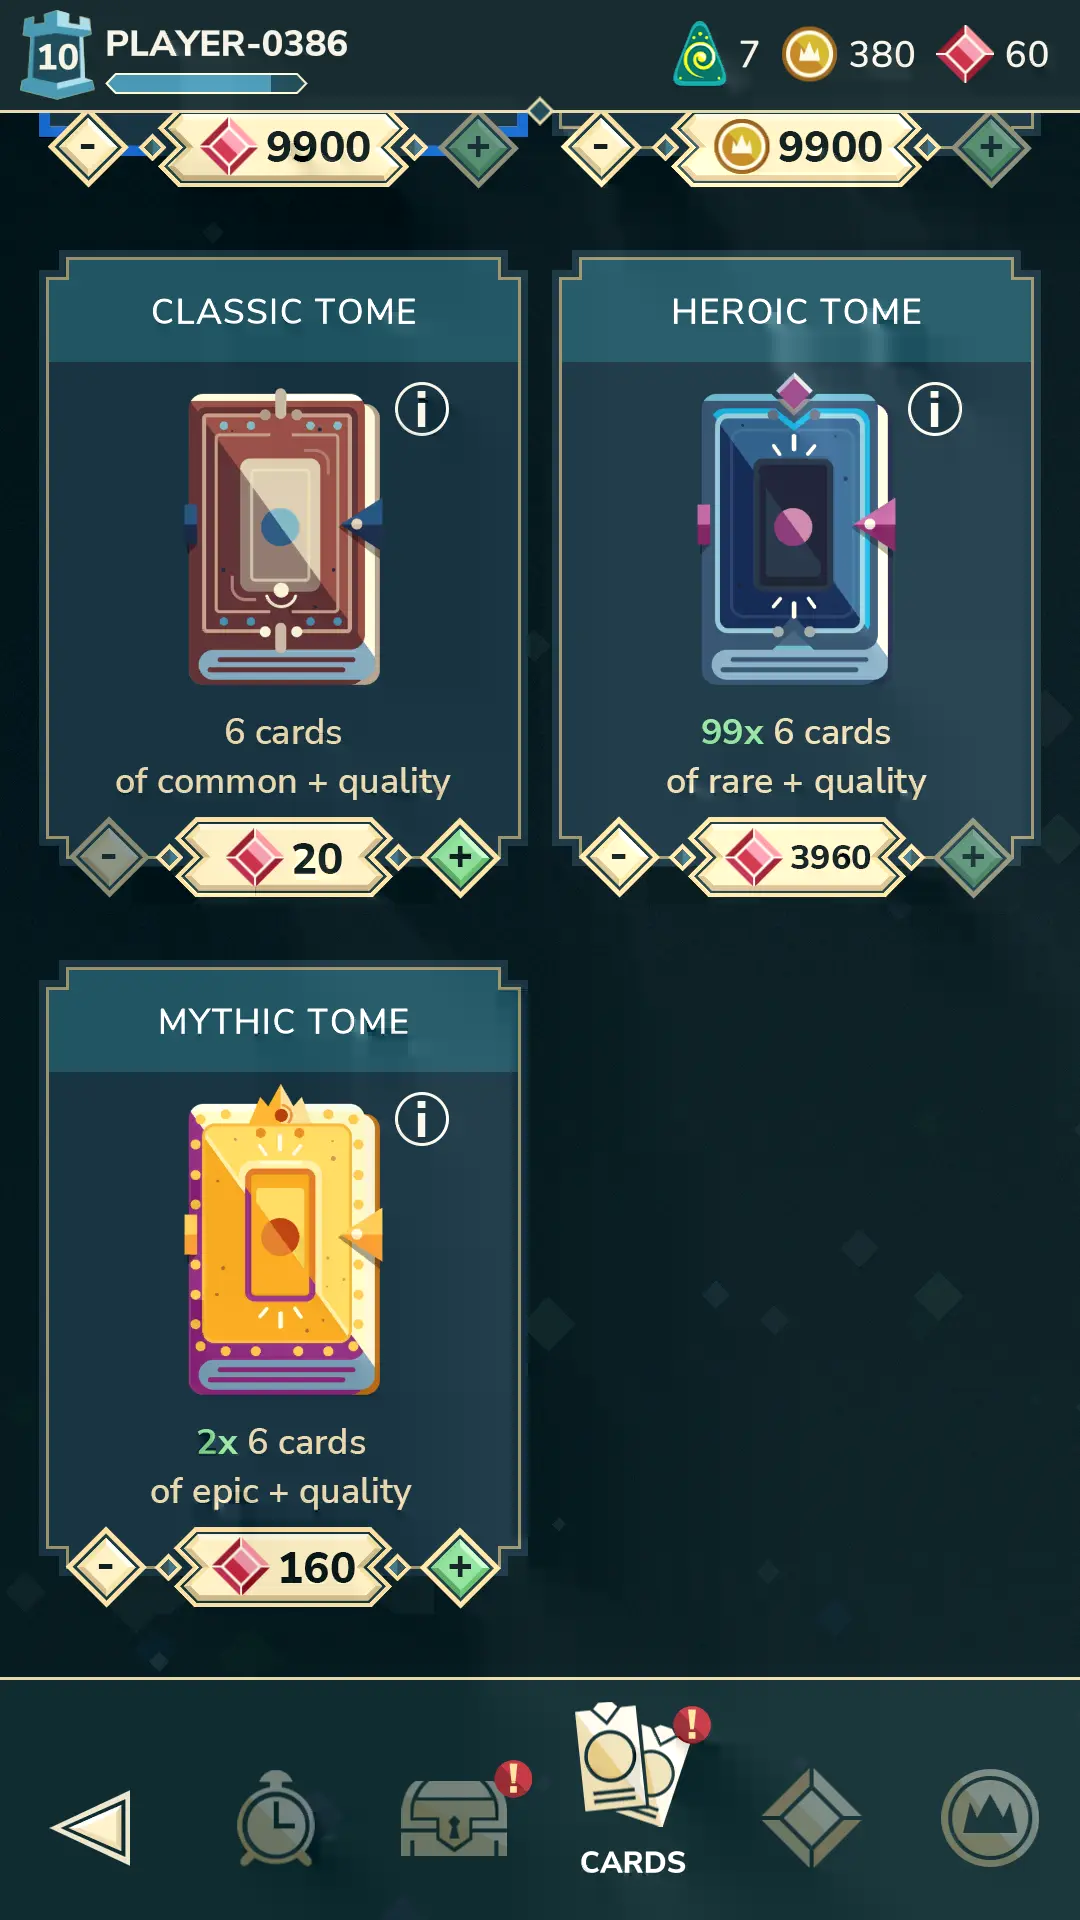 10
PLAYER-0386
7
380
60
- 9900 +
- 9900 +
CLASSIC TOME
i
6 cards
of common + quality
- 20 +
HEROIC TOME
i
99x 6 cards
of rare + quality
- 3960 +
MYTHIC TOME
i
2x 6 cards
of epic + quality
- 160 +
!
!
CARDS